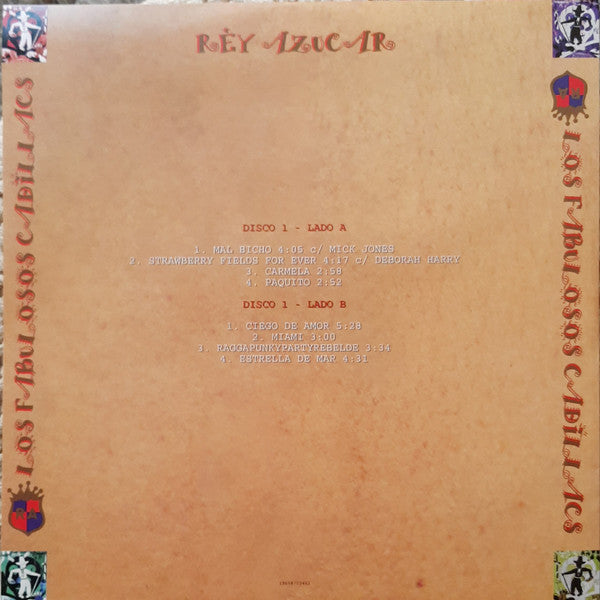 RËY AZUCAR
LOS FABULOSOS CADILLACS
LOS FABULOSOS CADILLACS
DISCO 1 - LADO A
1. MAL BICHO 4:05 c/ MICK JONES
2. STRAWBERRY FIELDS FOR EVER 4:17 c/ DEBORAH HARRY
3. CARMELA 2:58
4. PAQUITO 2:52
DISCO 1 - LADO B
1. CIEGO DE AMOR 5:28
2. MIAMI 3:00
3. RAGGAPUNKYPARTYREBELDE 3:34
4. ESTRELLA DE MAR 4:31
RA